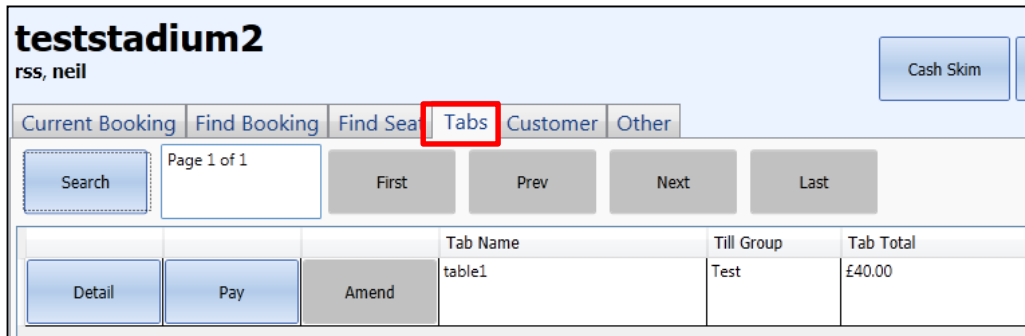 teststadium2
rss, neil
Cash Skim
Current Booking Find Booking Find Seat Tabs Customer Other
Search Page 1 of 1 First Prev Next Last
Tab Name Till Group Tab Total
Detail Pay Amend table1 Test £40.00